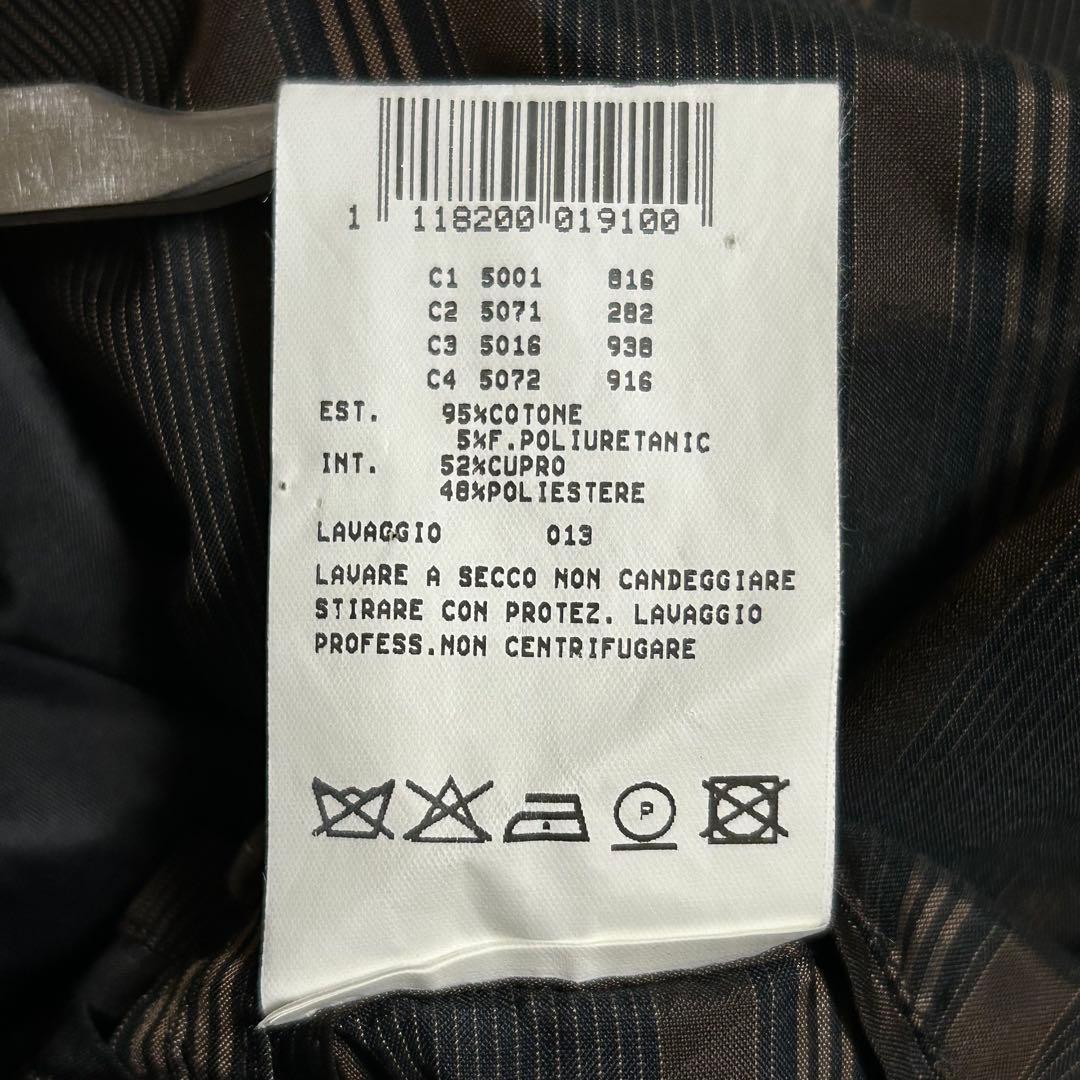 1 118200 019100
C1 5001 816
C2 5071 282
C3 5016 938
C4 5072 916
EST. 95%COTONE
5%F.POLIURETANIC
INT. 52%CUPRO
48%POLIESTERE
LAVAGGIO 013
LAVARE A SECCO NON CANDEGGIARE
STIRARE CON PROTEZ. LAVAGGIO
PROFESS.NON CENTRIFUGARE
P